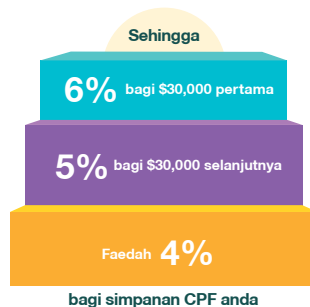 Sehingga
6% bagi $30,000 pertama
5% bagi $30,000 selanjutnya
Faedah 4%
bagi simpanan CPF anda